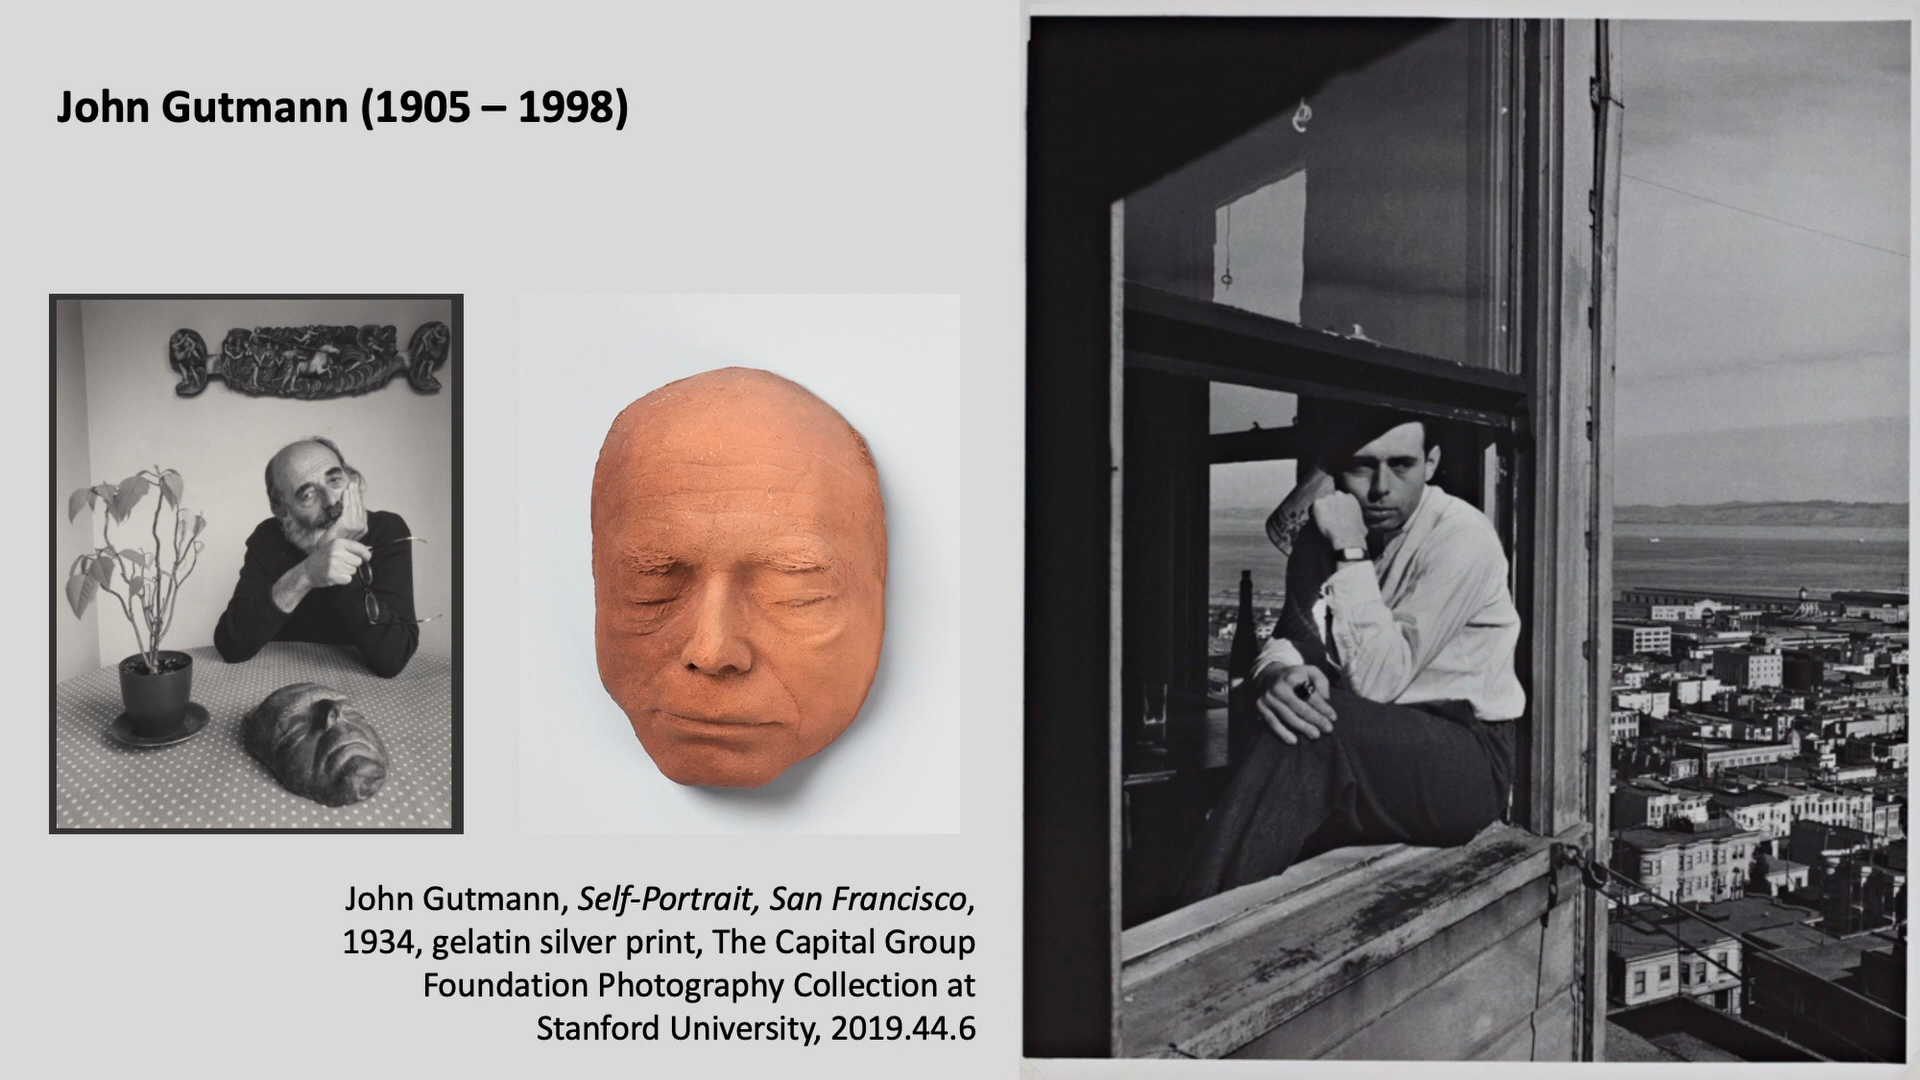 John Gutmann (1905 – 1998)
John Gutmann, Self-Portrait, San Francisco,
1934, gelatin silver print, The Capital Group
Foundation Photography Collection at
Stanford University, 2019.44.6